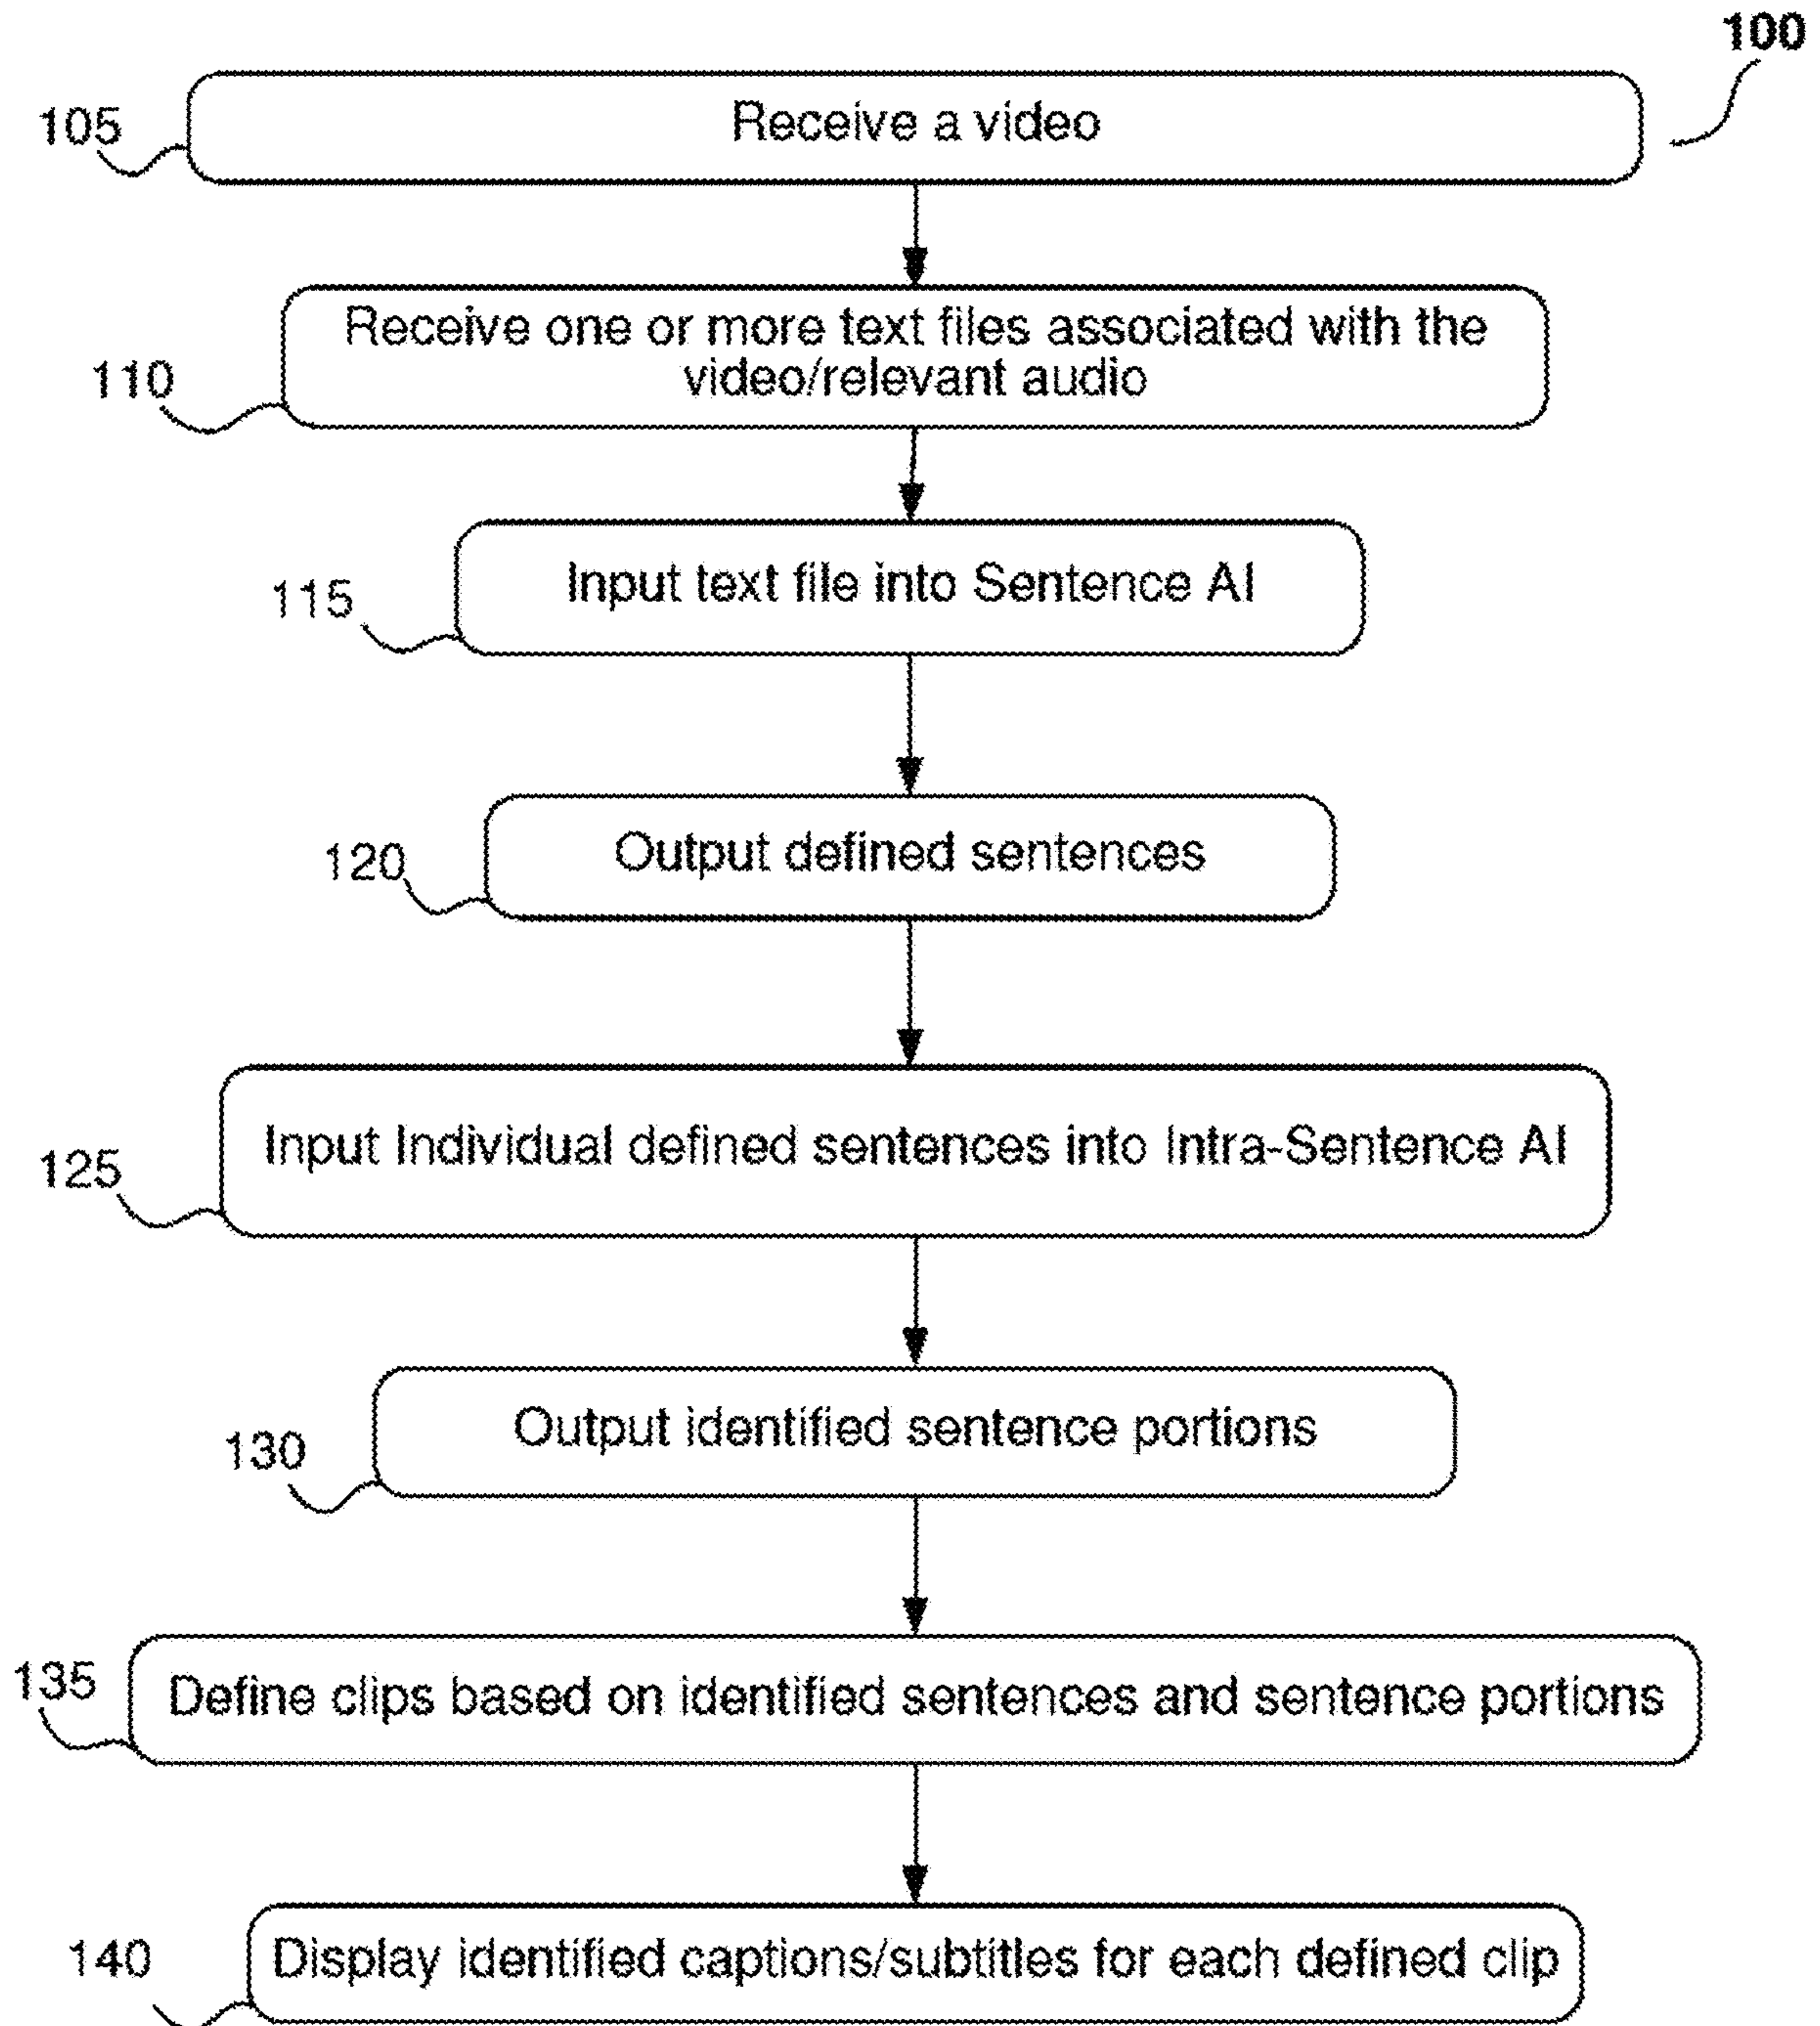 100
105
Receive a video
110
Receive one or more text files associated with the
video/relevant audio
115
Input text file into Sentence AI
120
Output defined sentences
125
Input Individual defined sentences into Intra-Sentence AI
130
Output identified sentence portions
135
Define clips based on identified sentences and sentence portions
140
Display identified captions/subtitles for each defined clip